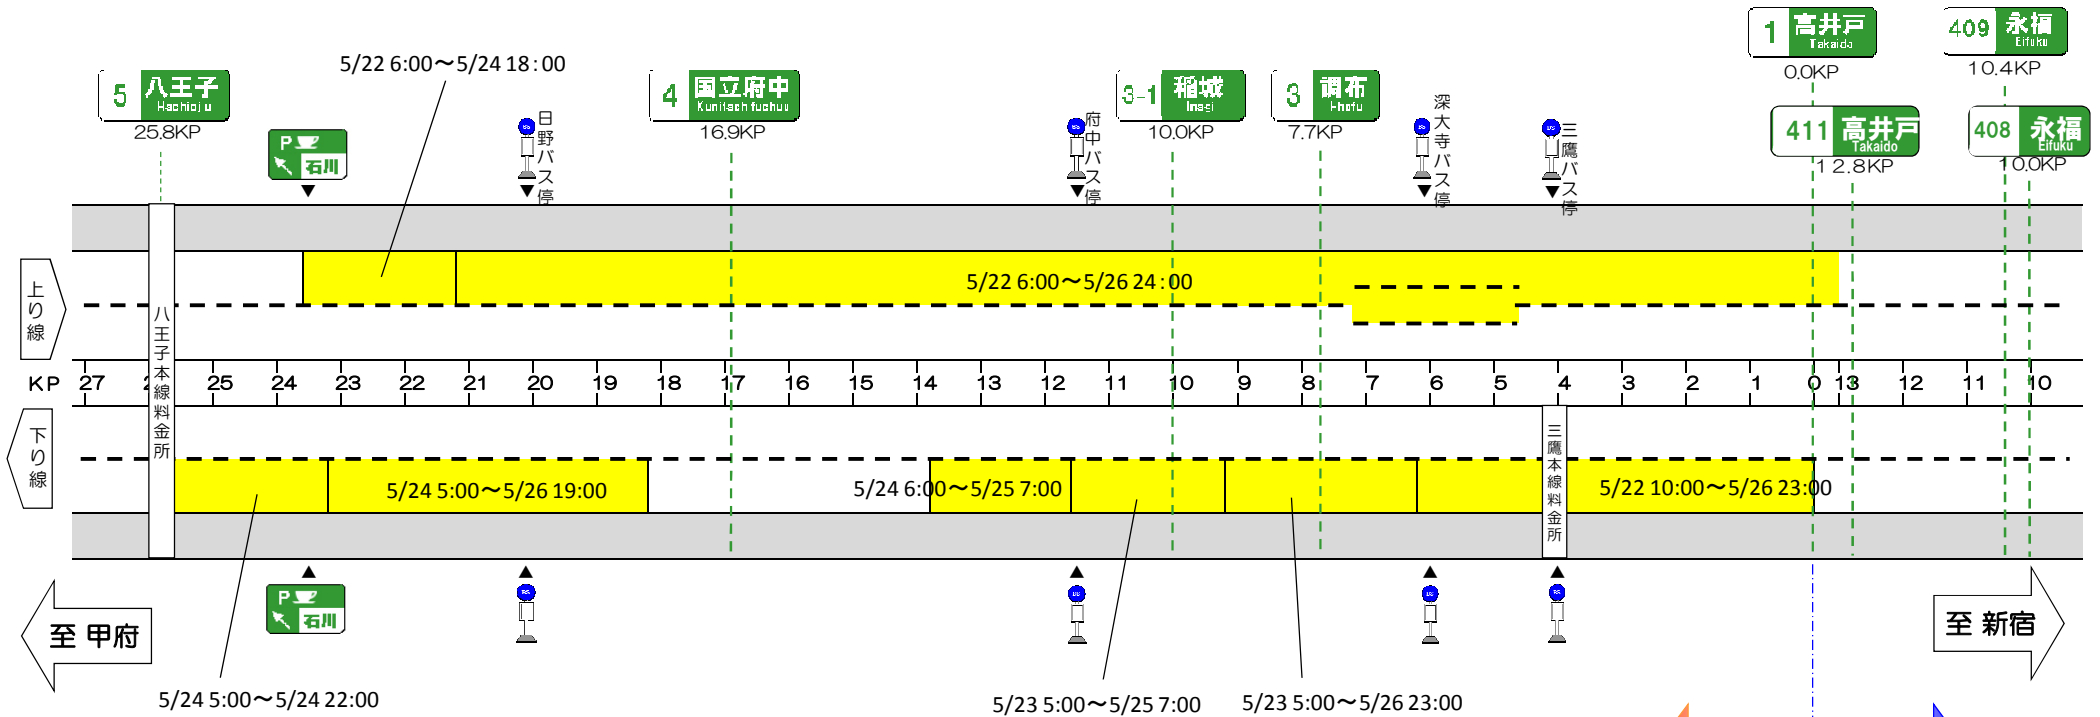 1 高井戸
Takaido
0.0KP
409 永福
Eifuku
10.4KP
5/22 6:00～5/24 18:00
5 八王子
Hachioji
25.8KP
4 国立府中
Kunitachi fuchuu
16.9KP
3-1 稲城
Inagi
10.0KP
3 調布
7.7KP
411 高井戸
Takaido
12.8KP
408 永福
Eifuku
10.0KP
P 石川
BS 日野バス停
BS 府中バス停
BS 深大寺バス停
BS 三鷹バス停
上り線
5/22 6:00～5/26 24:00
八王子本線料金所
KP 27 25 24 23 22 21 20 19 18 17 16 15 14 13 12 11 10 9 8 7 6 5 4 3 2 1 0 13 12 11 10
下り線
5/24 5:00～5/26 19:00
5/24 6:00～5/25 7:00
三鷹本線料金所
5/22 10:00～5/26 23:00
P 石川
BS
BS
BS
BS
至 甲府
至 新宿
5/24 5:00～5/24 22:00
5/23 5:00～5/25 7:00
5/23 5:00～5/26 23:00